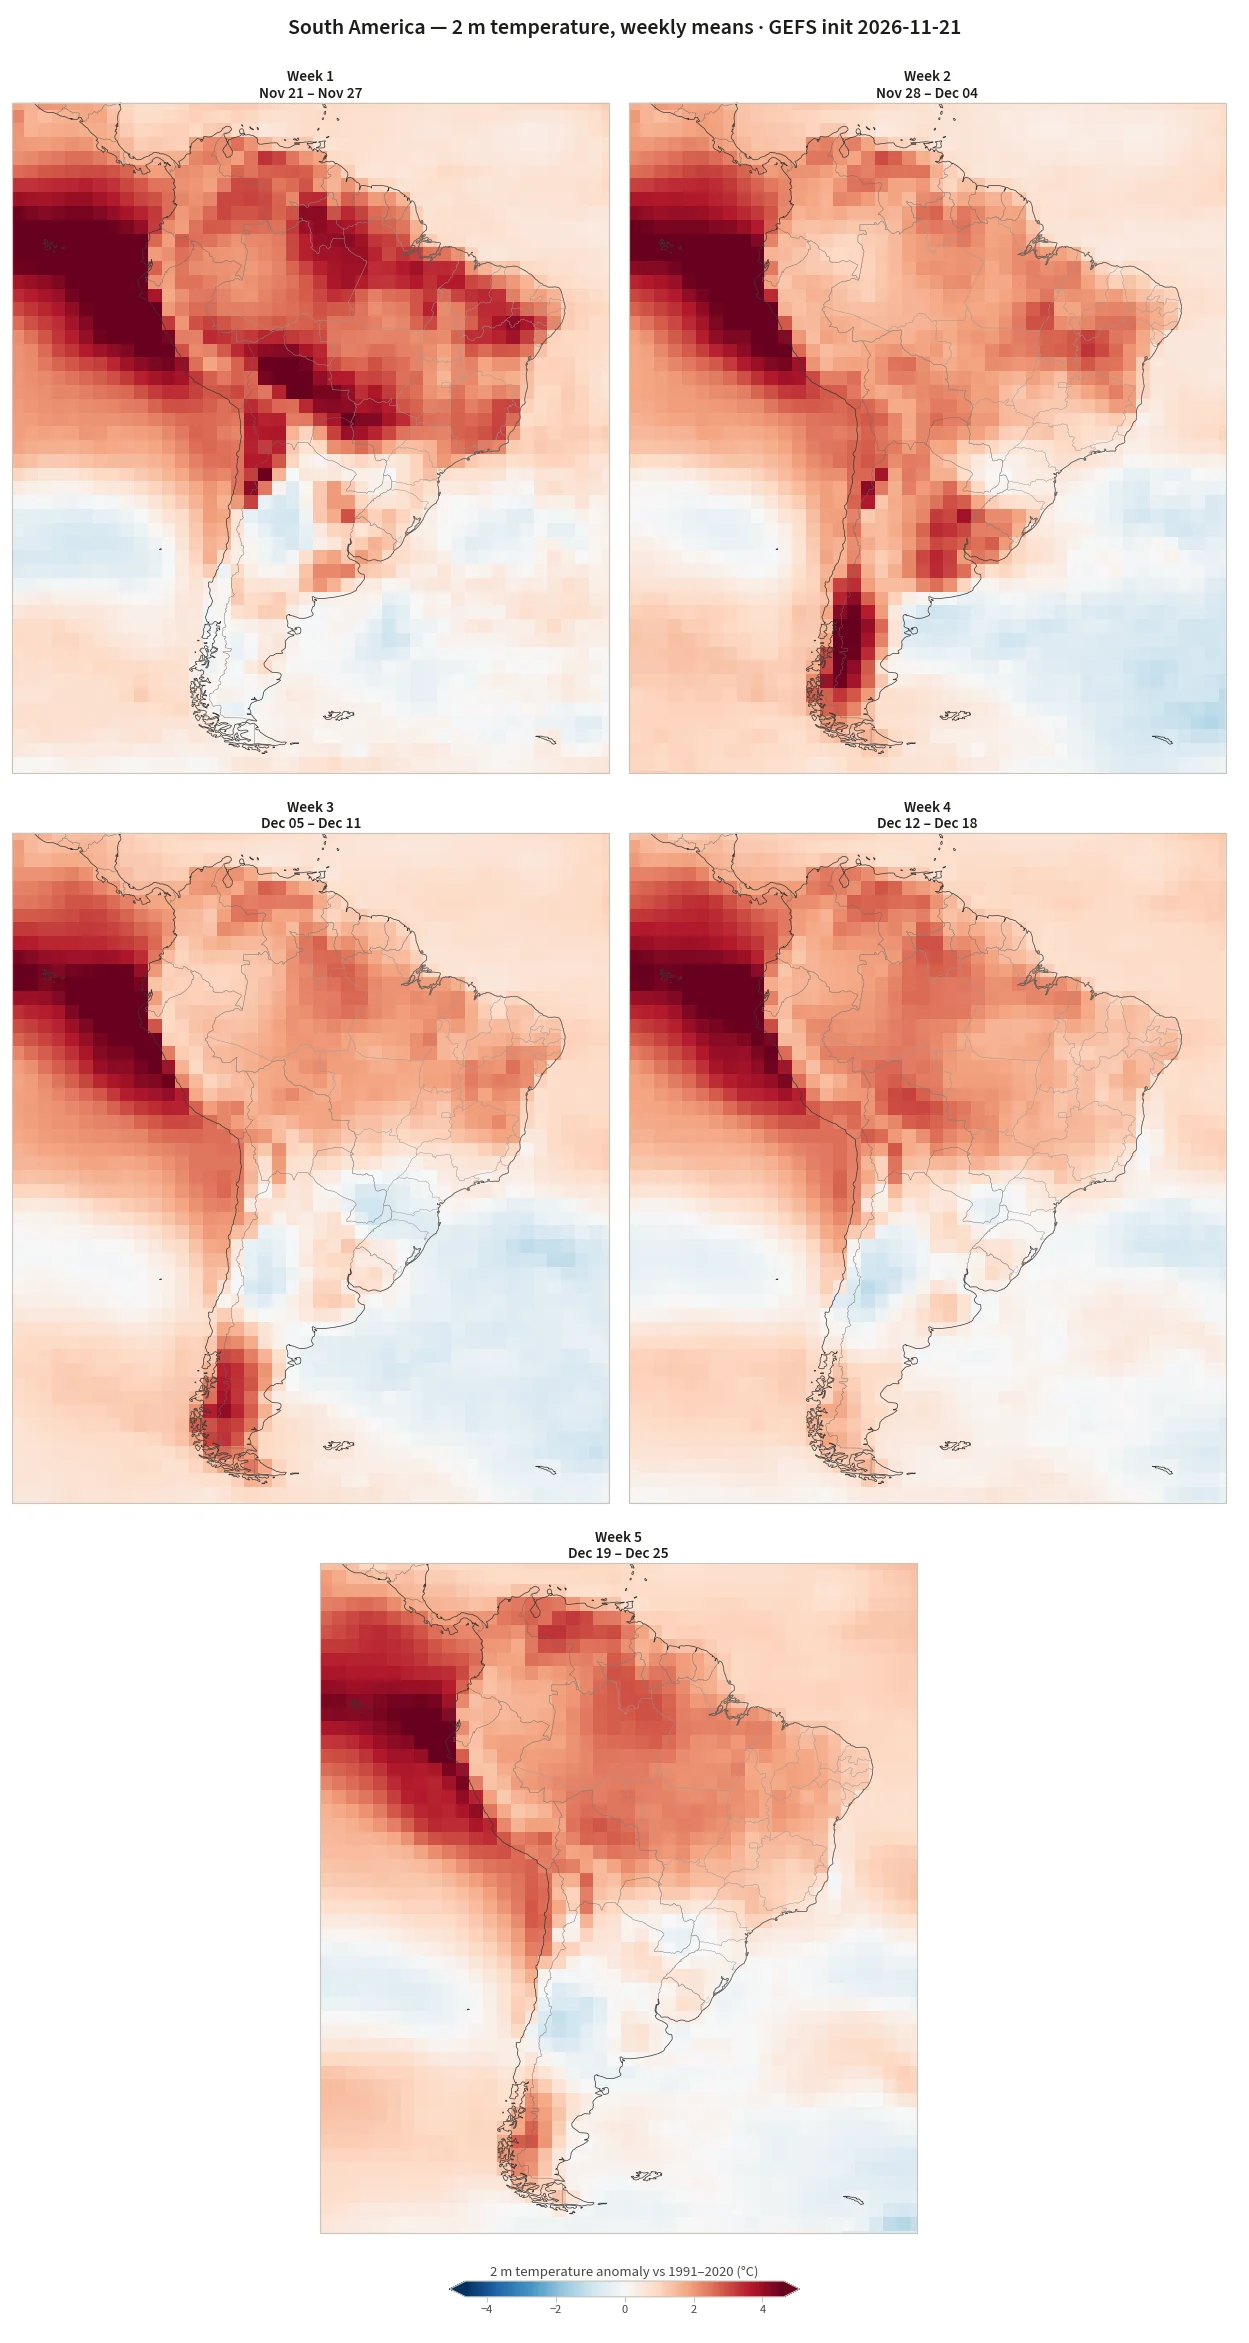 South America — 2 m temperature, weekly means · GEFS init 2026-11-21
Week 1
Nov 21 – Nov 27
Week 2
Nov 28 – Dec 04
Week 3
Dec 05 – Dec 11
Week 4
Dec 12 – Dec 18
Week 5
Dec 19 – Dec 25
2 m temperature anomaly vs 1991–2020 (°C)
−4 −2 0 2 4